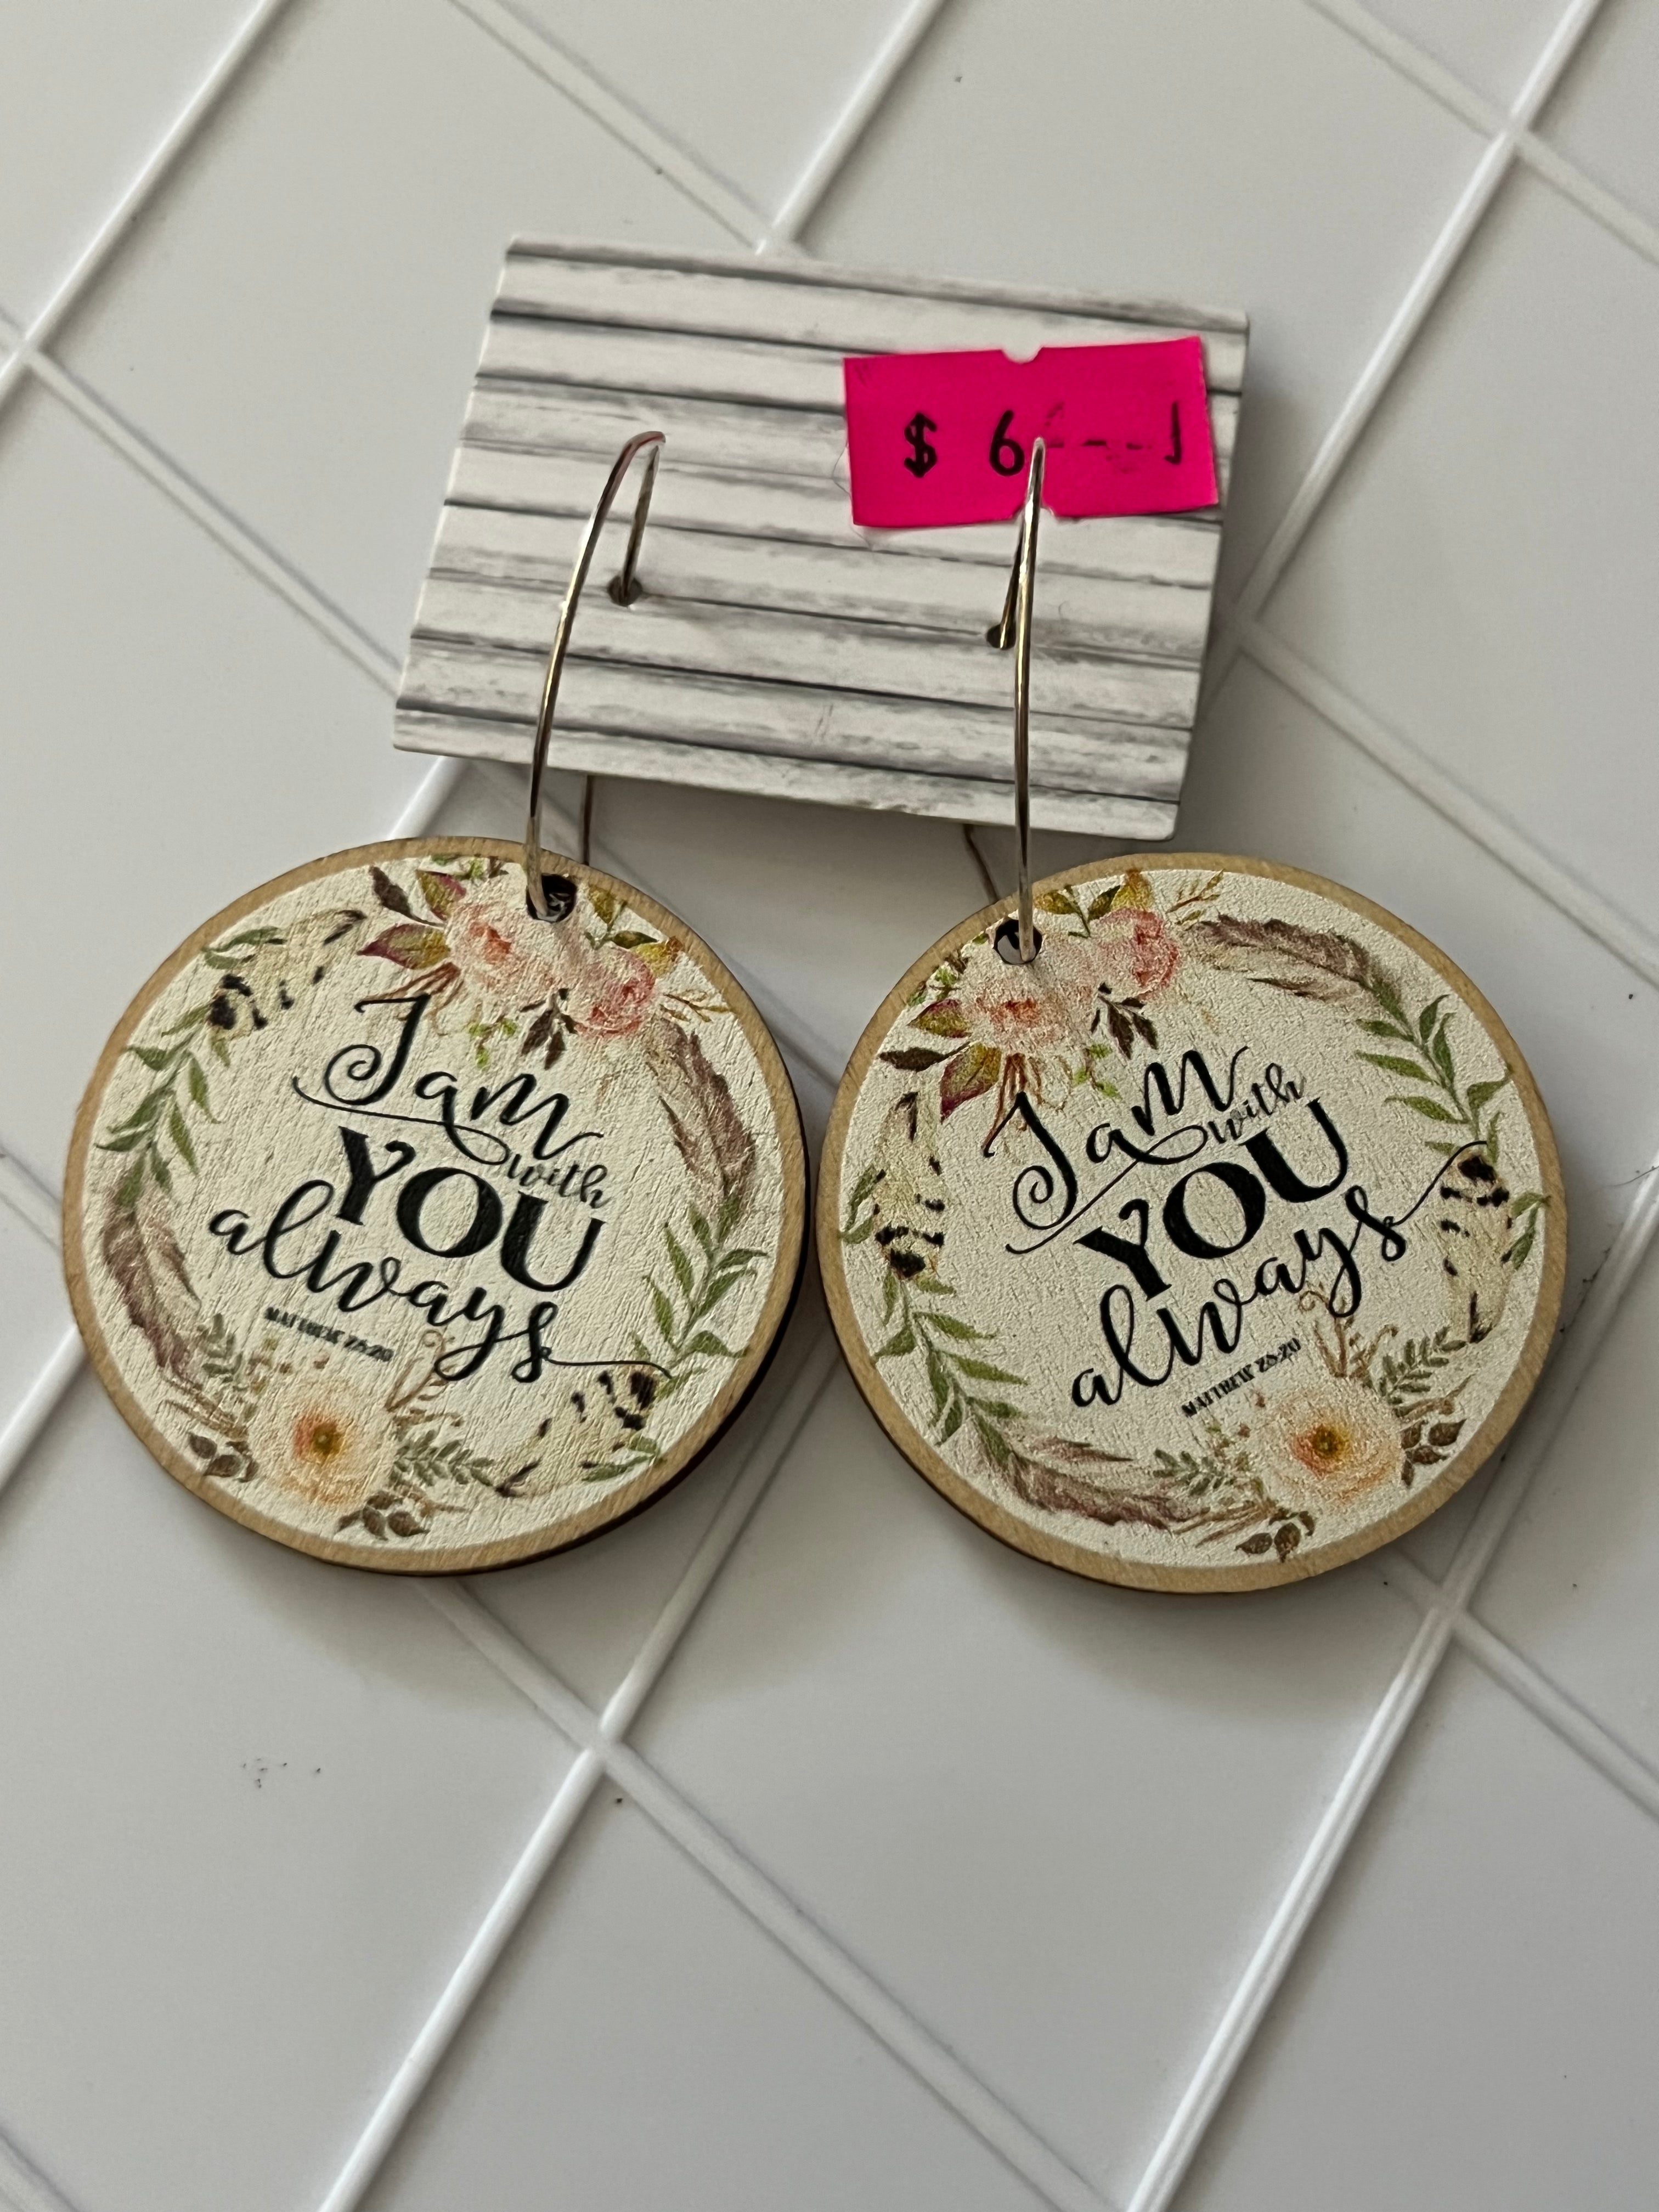 $ 6
I am
with
YOU
always
MATTHEW 28:20
I am
with
YOU
always
MATTHEW 28:20